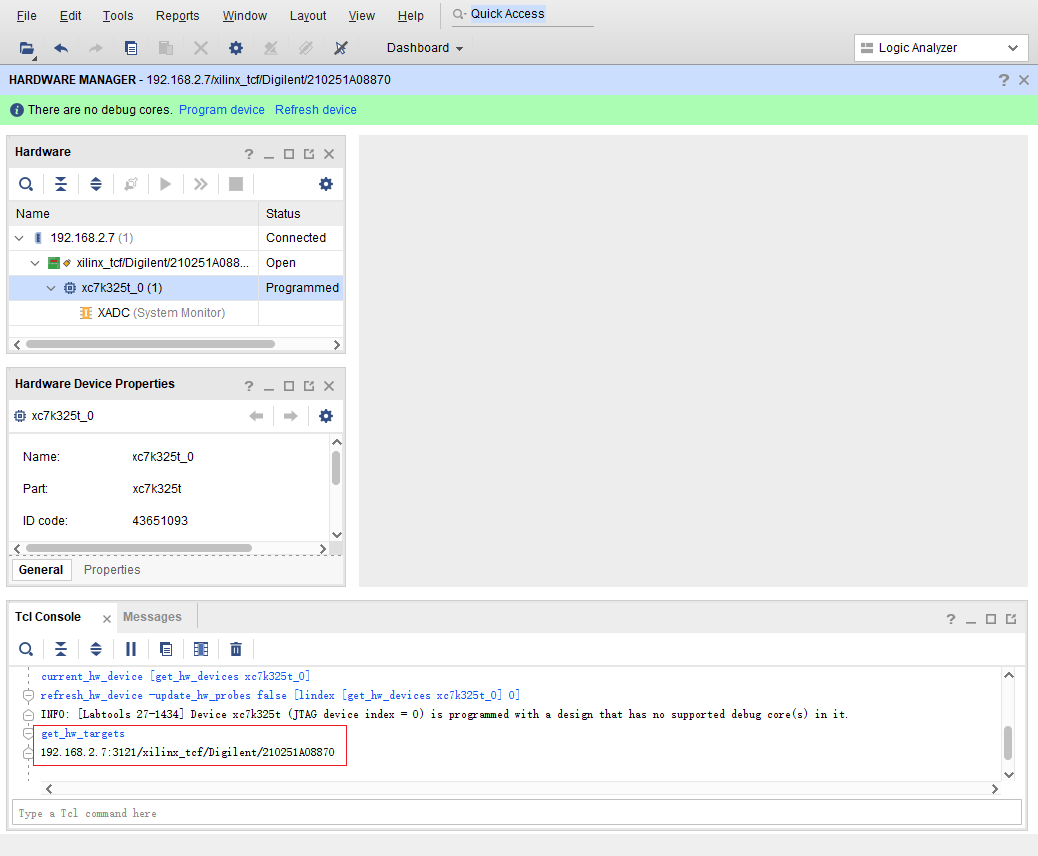 File Edit Tools Reports Window Layout View Help Quick Access
Dashboard Logic Analyzer
HARDWARE MANAGER - 192.168.2.7/xilinx_tcf/Digilent/210251A08870
There are no debug cores. Program device Refresh device
Hardware
Name Status
192.168.2.7 (1) Connected
xilinx_tcf/Digilent/210251A088... Open
xc7k325t_0 (1) Programmed
XADC (System Monitor)
Hardware Device Properties
xc7k325t_0
Name: xc7k325t_0
Part: xc7k325t
ID code: 43651093
General Properties
Tcl Console Messages
current_hw_device [get_hw_devices xc7k325t_0]
refresh_hw_device -update_hw_probes false [lindex [get_hw_devices xc7k325t_0] 0]
INFO: [Labtools 27-1434] Device xc7k325t (JTAG device index = 0) is programmed with a design that has no supported debug core(s) in it.
get_hw_targets
192.168.2.7:3121/xilinx_tcf/Digilent/210251A08870
Type a Tcl command here